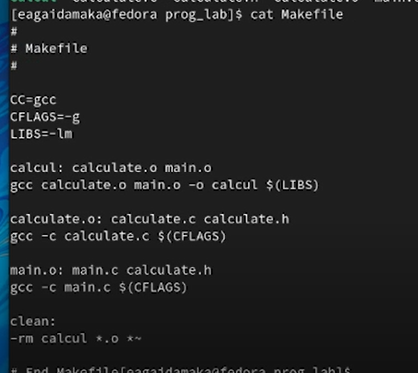 [eagaidamaka@fedora prog_lab]$ cat Makefile
#
# Makefile
#
CC=gcc
CFLAGS=-g
LIBS=-lm
calcul: calculate.o main.o
gcc calculate.o main.o -o calcul $(LIBS)
calculate.o: calculate.c calculate.h
gcc -c calculate.c $(CFLAGS)
main.o: main.c calculate.h
gcc -c main.c $(CFLAGS)
clean:
-rm calcul *.o *~
# End Makefile[eagaidamaka@fedora prog_lab]$